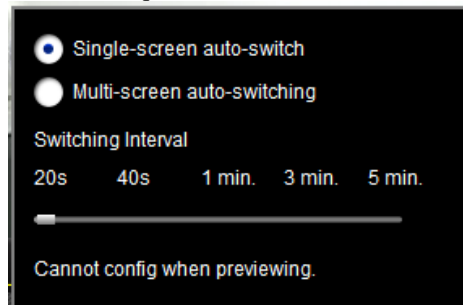 Single-screen auto-switch
Multi-screen auto-switching
Switching Interval
20s 40s 1 min. 3 min. 5 min.
Cannot config when previewing.